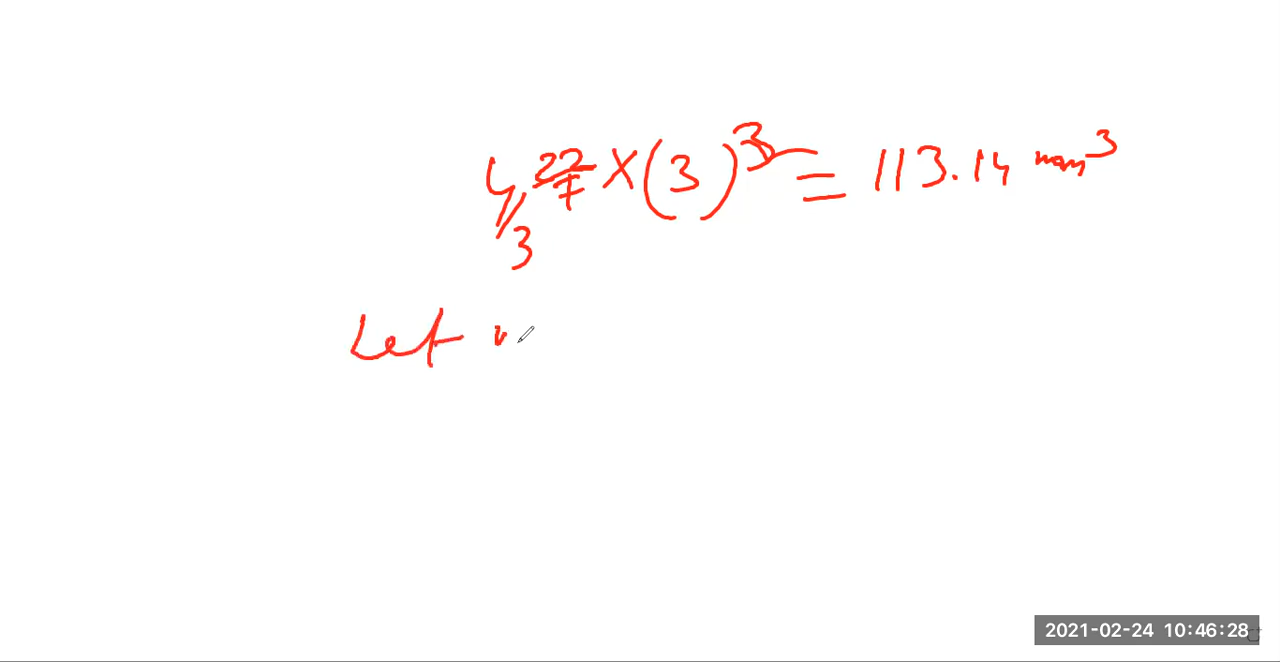 4/3 22/7 × (3)^3 = 113.14 mm^3
Let
2021-02-24 10:46:28